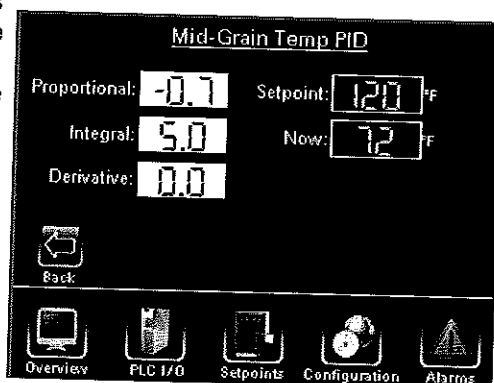 Mid-Grain Temp PID
Proportional: -0.7
Setpoint: 120 °F
Integral: 5.0
Now: 72 °F
Derivative: 0.0
Back
Overview
PLC I/O
Setpoints
Configuration
Alarms